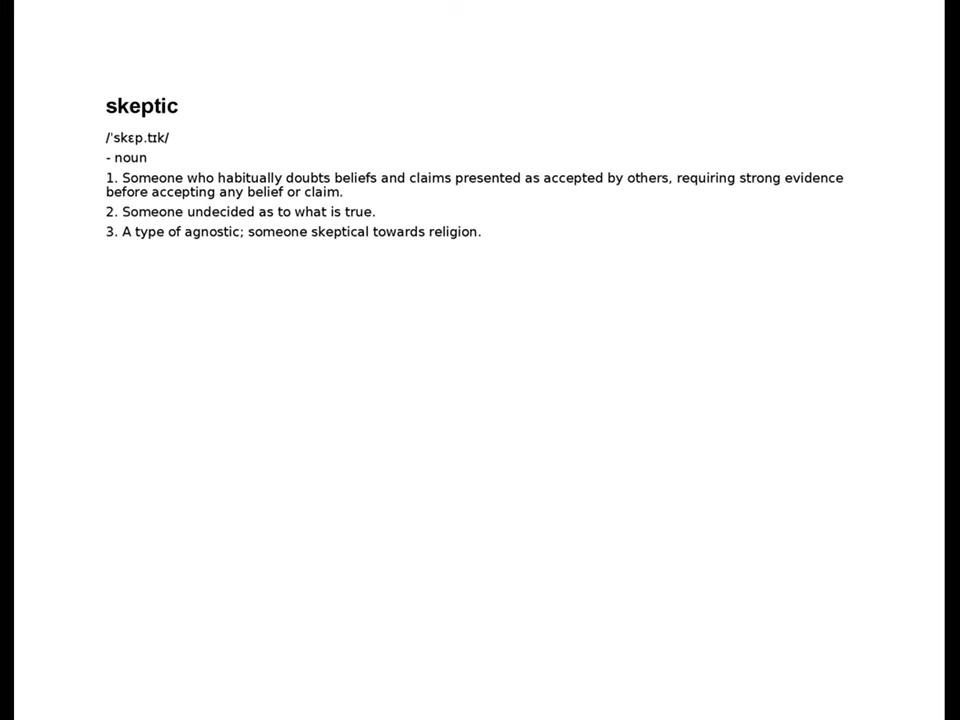 skeptic
/ˈskɛp.tɪk/
- noun
1. Someone who habitually doubts beliefs and claims presented as accepted by others, requiring strong evidence
before accepting any belief or claim.
2. Someone undecided as to what is true.
3. A type of agnostic; someone skeptical towards religion.